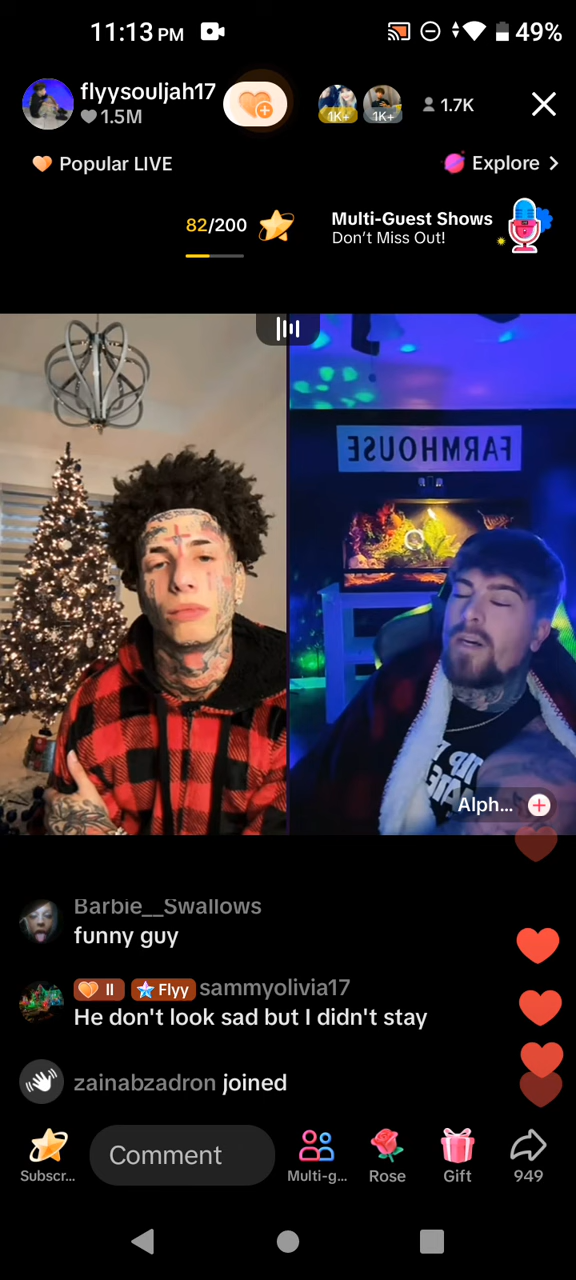 11:13 PM
49%
flyysouljah17
1.5M
1K+
1K+
1.7K
Popular LIVE
Explore
82/200
Multi-Guest Shows
Don't Miss Out!
FARMHOUSE
Alph...
Barbie__Swallows
funny guy
II
Flyy
sammyolivia17
He don't look sad but I didn't stay
zainabzadron joined
Subscr...
Comment
Multi-g...
Rose
Gift
949